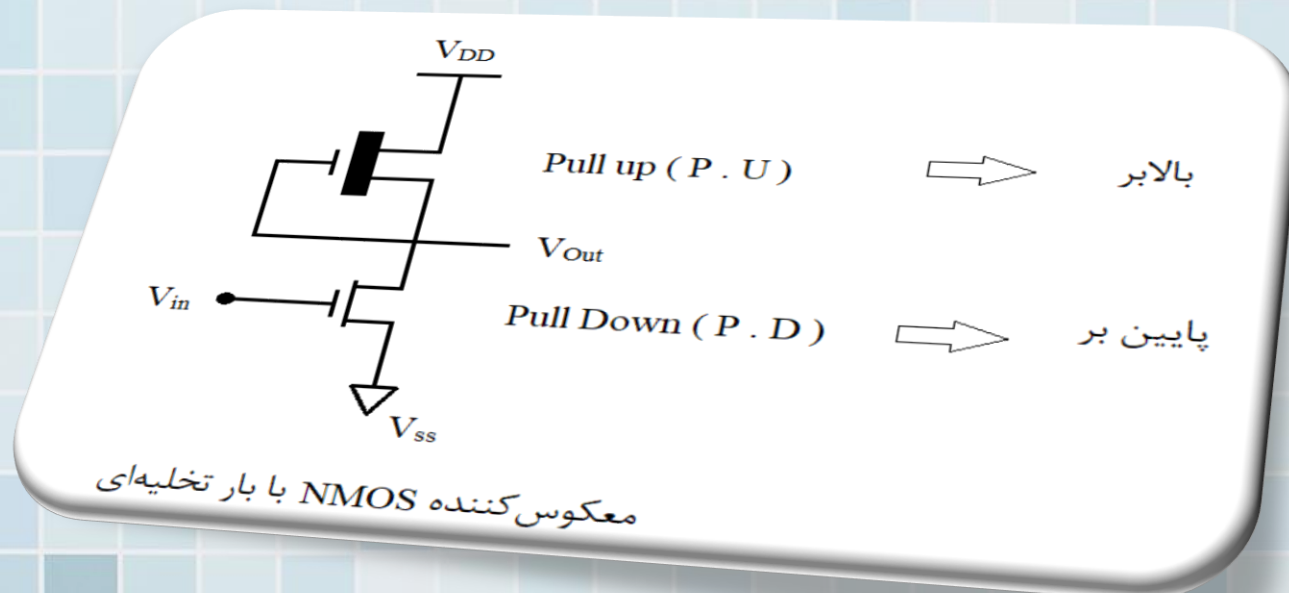 VDD
Pull up ( P . U )
بالابر
VOut
Vin
Pull Down ( P . D )
پایین بر
Vss
معکوس‌کننده NMOS با بار تخلیه‌ای